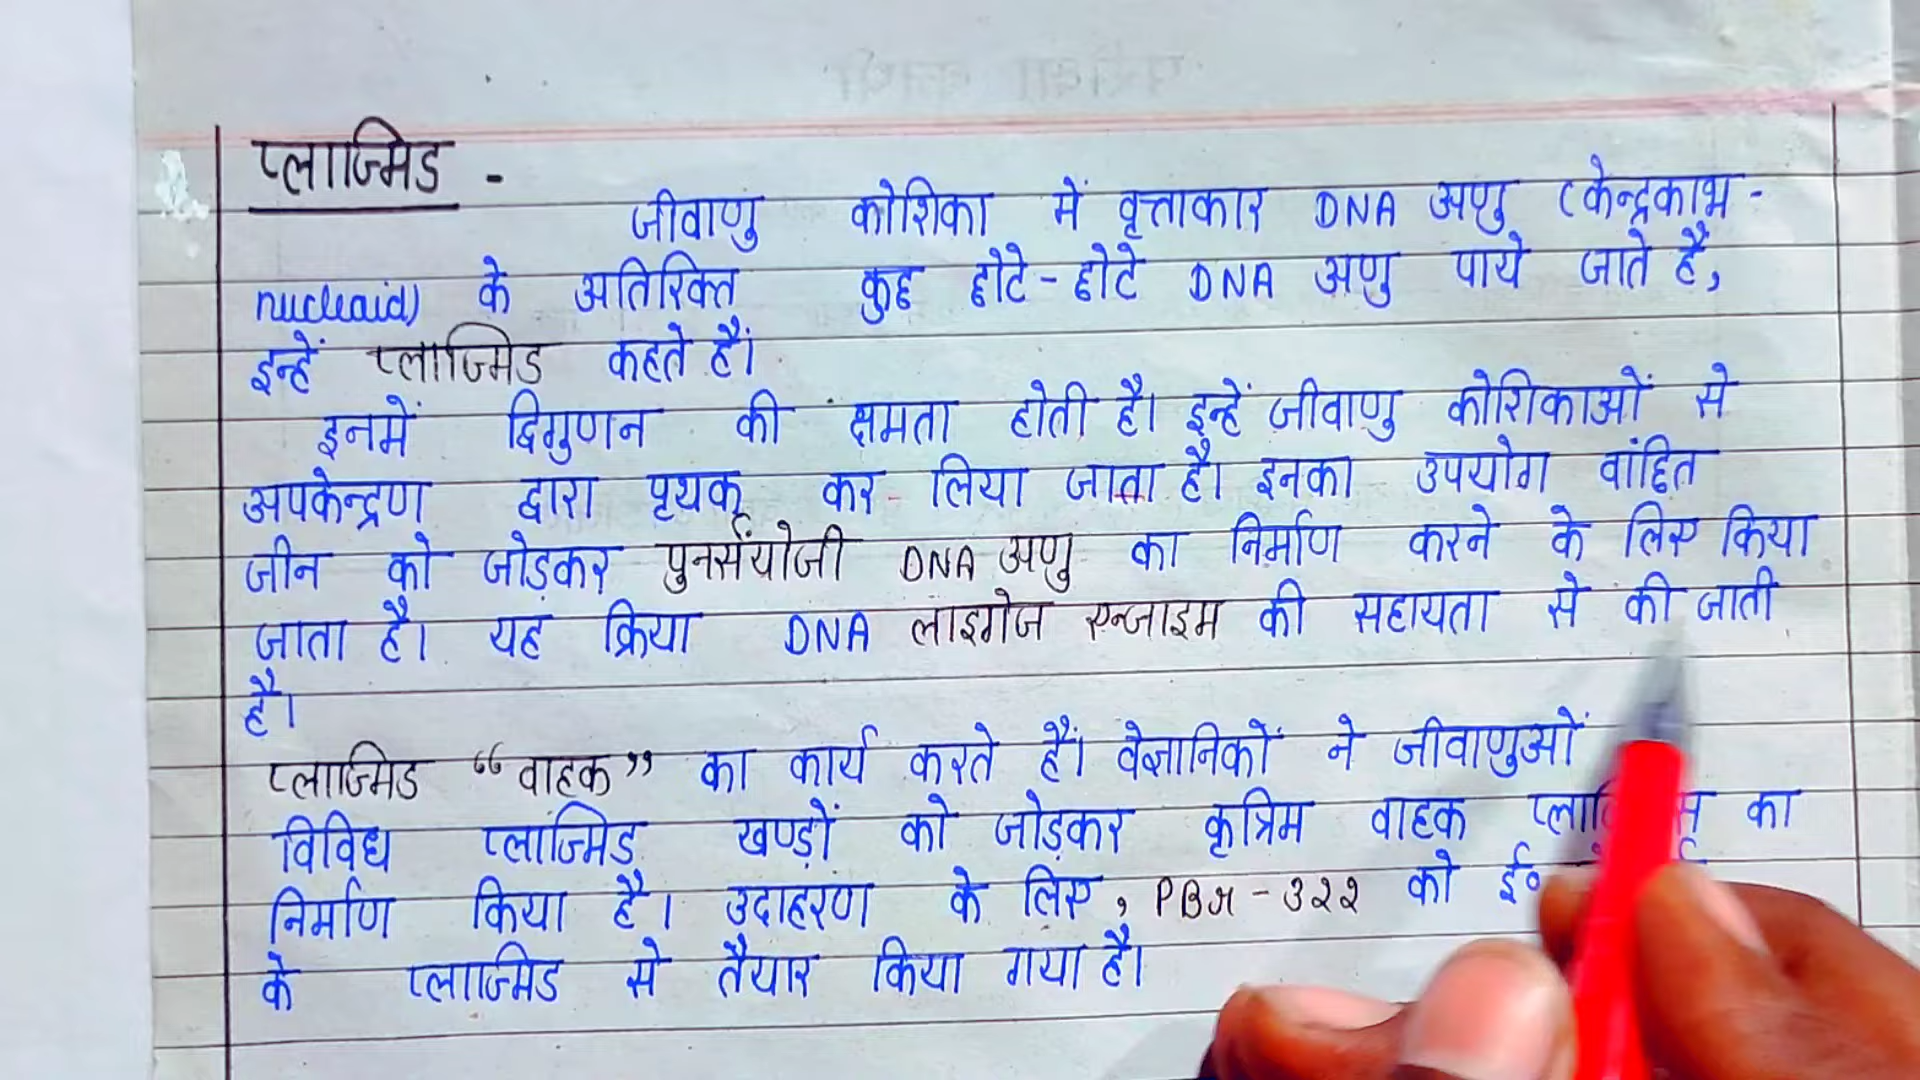 प्लाज्मिड -
जीवाणु कोशिका में वृत्ताकार DNA अणु (केन्द्रकाभ -
nucleaid) के अतिरिक्त कुछ छोटे-छोटे DNA अणु पाये जाते हैं,
इन्हें प्लाज्मिड कहते हैं।
इनमें द्विगुणन की क्षमता होती है। इन्हें जीवाणु कोशिकाओं से
अपकेन्द्रण द्वारा पृथक् कर लिया जाता है। इनका उपयोग वांछित
जीन को जोड़कर पुनर्संयोजी DNA अणु का निर्माण करने के लिए किया
जाता है। यह क्रिया DNA लाइगेज एन्जाइम की सहायता से की जाती
है।
प्लाज्मिड “वाहक” का कार्य करते हैं। वैज्ञानिकों ने जीवाणुओं
विविध प्लाज्मिड खण्डों को जोड़कर कृत्रिम वाहक का
निर्माण किया है। उदाहरण के लिए, PBR-322 को ई०
के प्लाज्मिड से तैयार किया गया है।